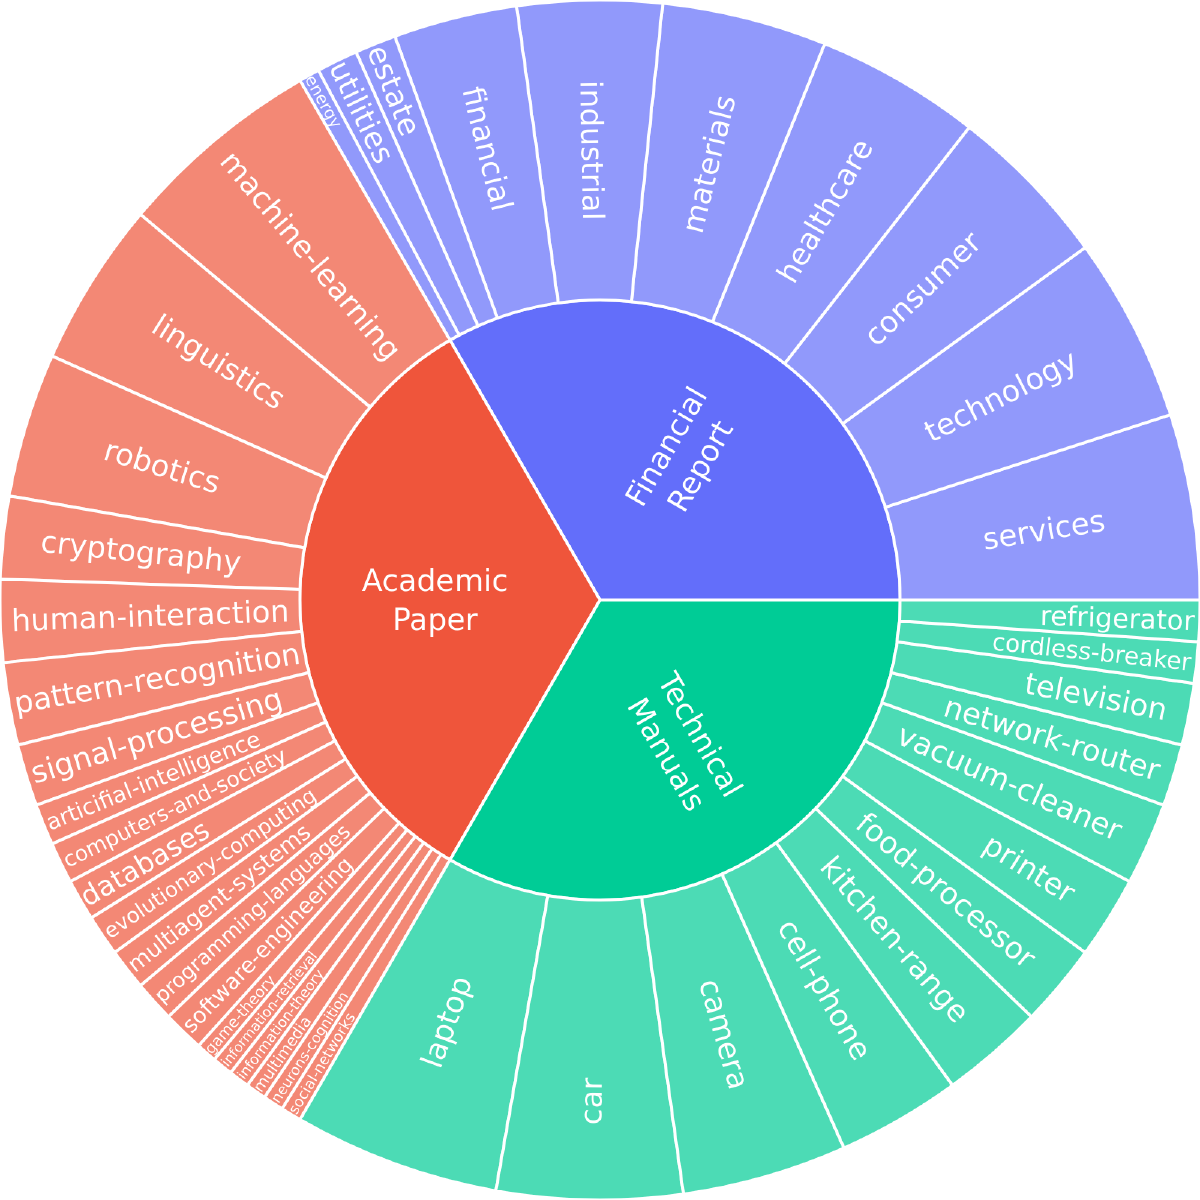 Financial
Report
services
technology
consumer
healthcare
materials
industrial
financial
estate
utilities
energy
Academic
Paper
machine-learning
linguistics
robotics
cryptography
human-interaction
pattern-recognition
signal-processing
articifial-intelligence
computers-and-society
databases
evolutionary-computing
multiagent-systems
programming-languages
software-engineering
game-theory
information-retrieval
information-theory
multimedia
neurons-cognition
social-networks
Technical
Manuals
laptop
car
camera
cell-phone
kitchen-range
food-processor
printer
vacuum-cleaner
network-router
television
cordless-breaker
refrigerator